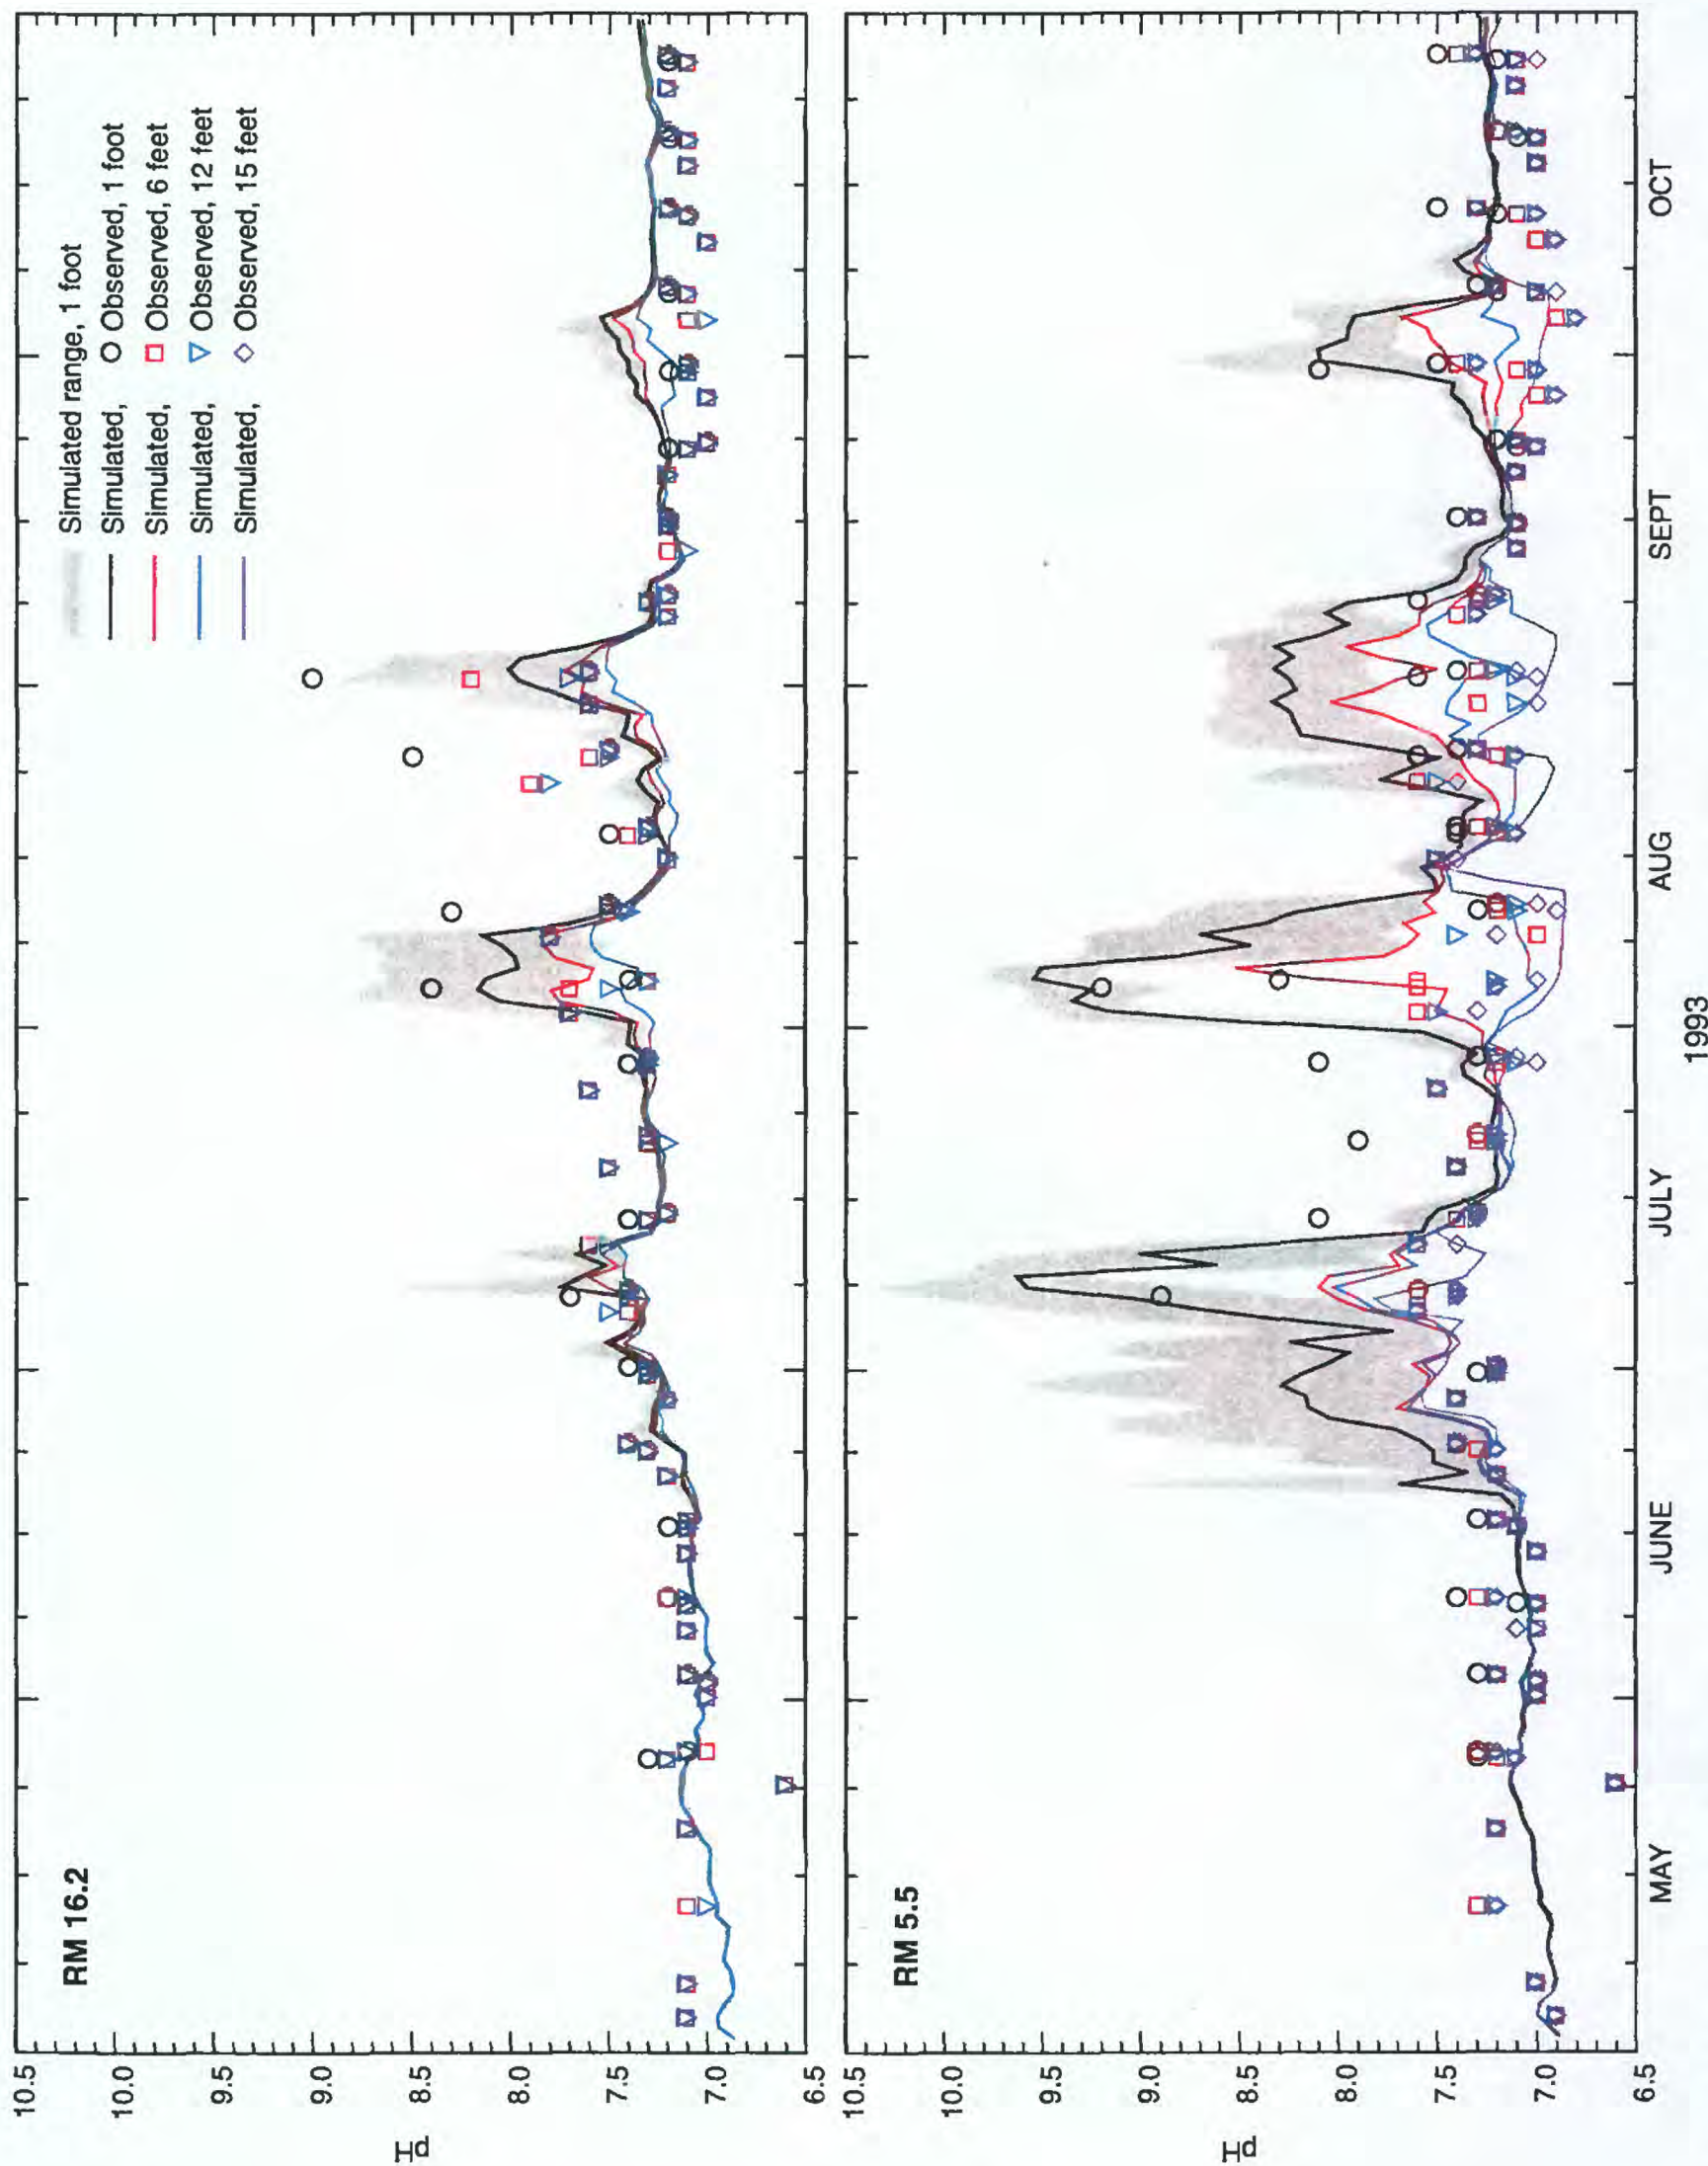 RM 16.2
Simulated range, 1 foot
Simulated, Observed, 1 foot
Simulated, Observed, 6 feet
Simulated, Observed, 12 feet
Simulated, Observed, 15 feet
10.5
10.0
9.5
9.0
8.5
8.0
7.5
7.0
6.5
pH
RM 5.5
10.5
10.0
9.5
9.0
8.5
8.0
7.5
7.0
6.5
pH
MAY JUNE JULY AUG SEPT OCT
1993